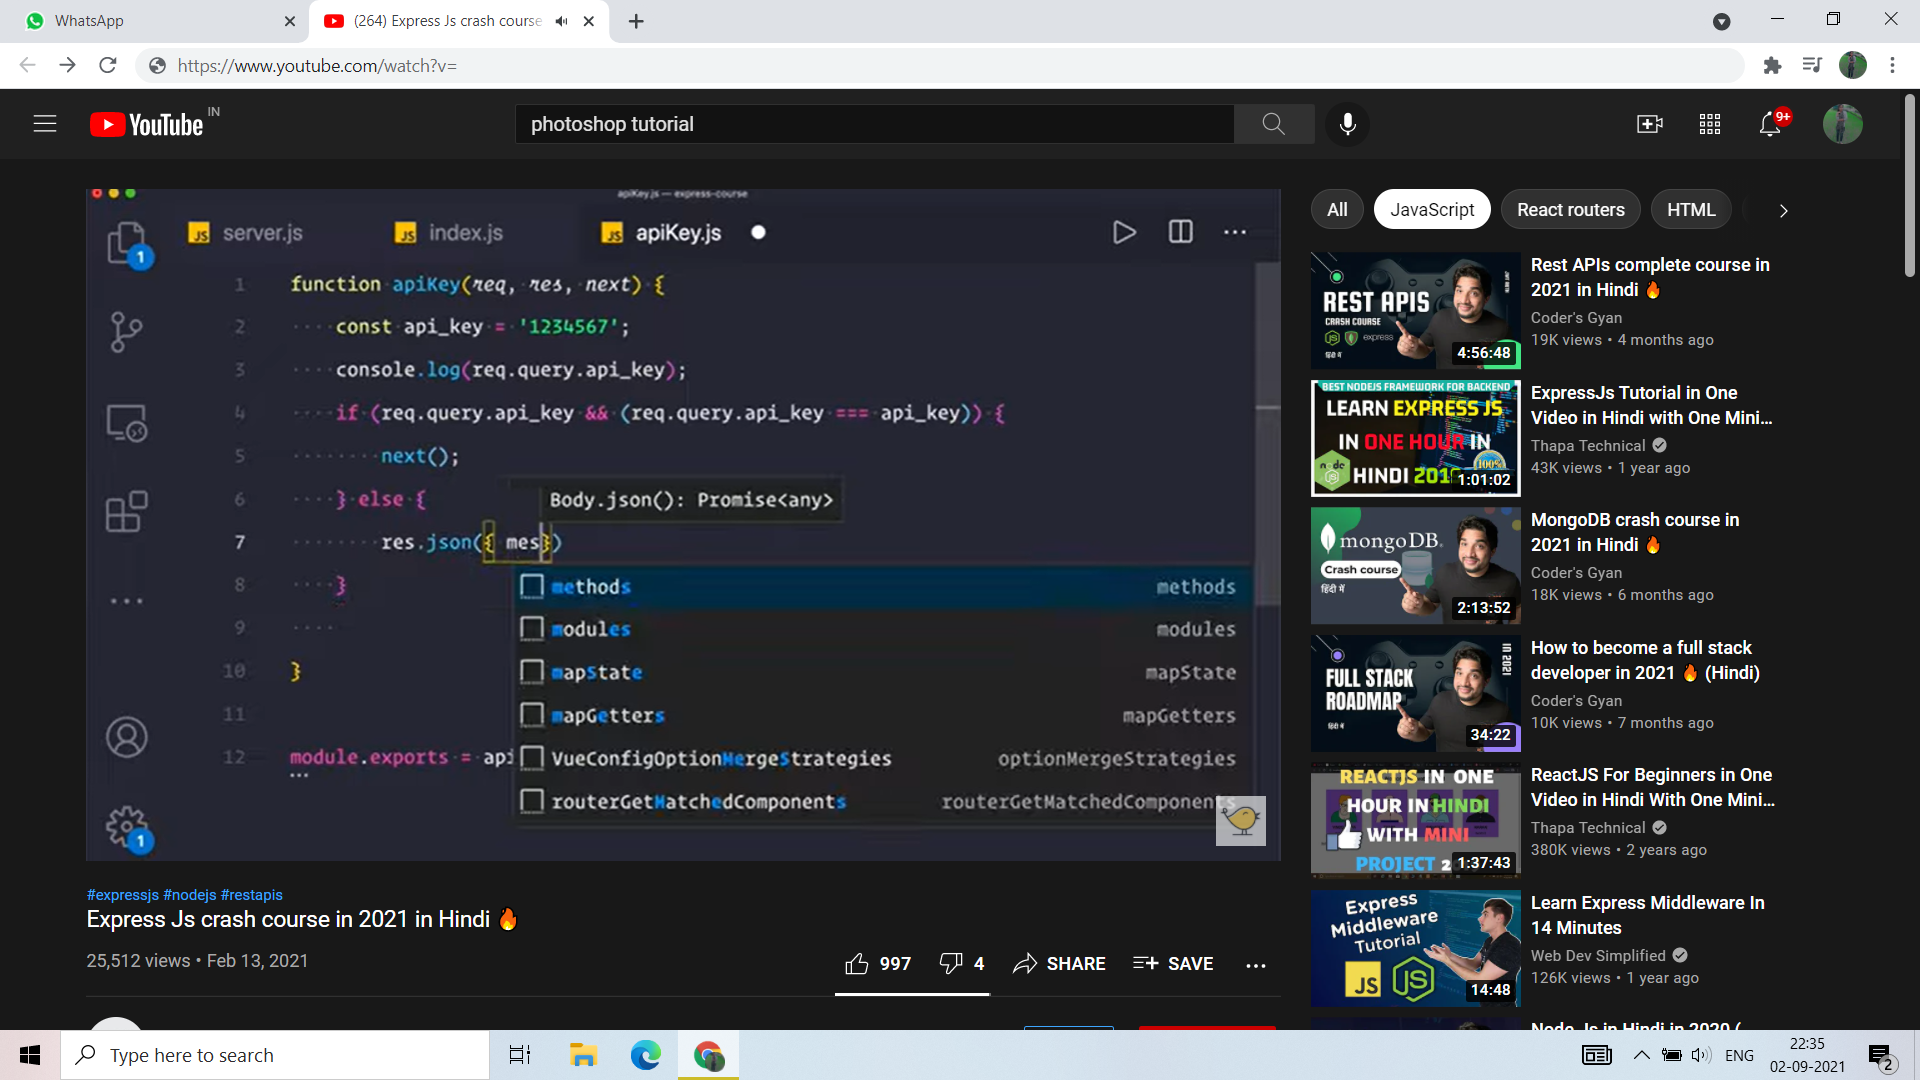 WhatsApp
(264) Express Js crash course
https://www.youtube.com/watch?v=
YouTube IN
photoshop tutorial
9+
apiKey.js — express-course
JS server.js
JS index.js
JS apiKey.js
1
1 function apiKey(req, res, next) {
2 const api_key = '1234567';
3 console.log(req.query.api_key);
4 if (req.query.api_key && (req.query.api_key === api_key)) {
5 next();
6 } else {
Body.json(): Promise<any>
7 res.json({ mes})
8 }
9
10 }
11
12 module.exports = api
methods methods
modules modules
mapState mapState
mapGetters mapGetters
VueConfigOptionMergeStrategies optionMergeStrategies
routerGetMatchedComponents routerGetMatchedComponents
1
#expressjs #nodejs #restapis
Express Js crash course in 2021 in Hindi 🔥
25,512 views • Feb 13, 2021
997
4
SHARE
SAVE
All
JavaScript
React routers
HTML
REST APIS
CRASH COURSE
express
हिंदी में
4:56:48
Rest APIs complete course in
2021 in Hindi 🔥
Coder's Gyan
19K views • 4 months ago
BEST NODEJS FRAMEWORK FOR BACKEND
LEARN EXPRESS JS
IN ONE HOUR IN
HINDI
node
100%
1:01:02
ExpressJs Tutorial in One
Video in Hindi with One Mini...
Thapa Technical
43K views • 1 year ago
mongoDB.
Crash course
हिंदी में
2:13:52
MongoDB crash course in
2021 in Hindi 🔥
Coder's Gyan
18K views • 6 months ago
FULL STACK
ROADMAP
IN 2021
हिंदी में
34:22
How to become a full stack
developer in 2021 🔥 (Hindi)
Coder's Gyan
10K views • 7 months ago
REACTJS IN ONE
HOUR IN HINDI
WITH MINI
PROJECT
1:37:43
ReactJS For Beginners in One
Video in Hindi With One Mini...
Thapa Technical
380K views • 2 years ago
Express
Middleware
Tutorial
JS
JS
14:48
Learn Express Middleware In
14 Minutes
Web Dev Simplified
126K views • 1 year ago
Node Js in Hindi in 2020 (
Type here to search
ENG
22:35
02-09-2021
2